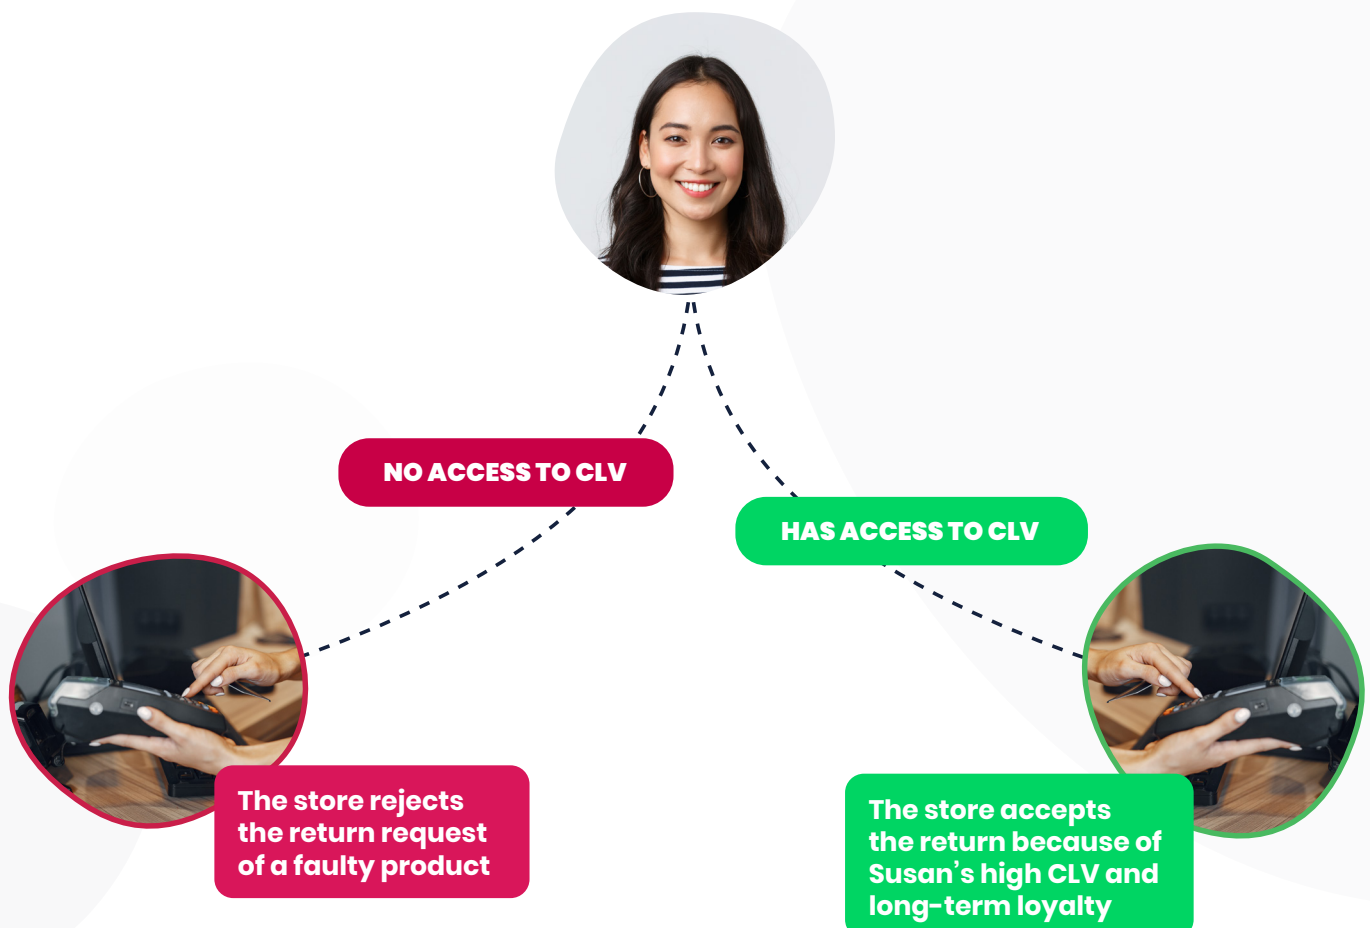 NO ACCESS TO CLV
HAS ACCESS TO CLV
The store rejects
the return request
of a faulty product
The store accepts
the return because of
Susan’s high CLV and
long-term loyalty